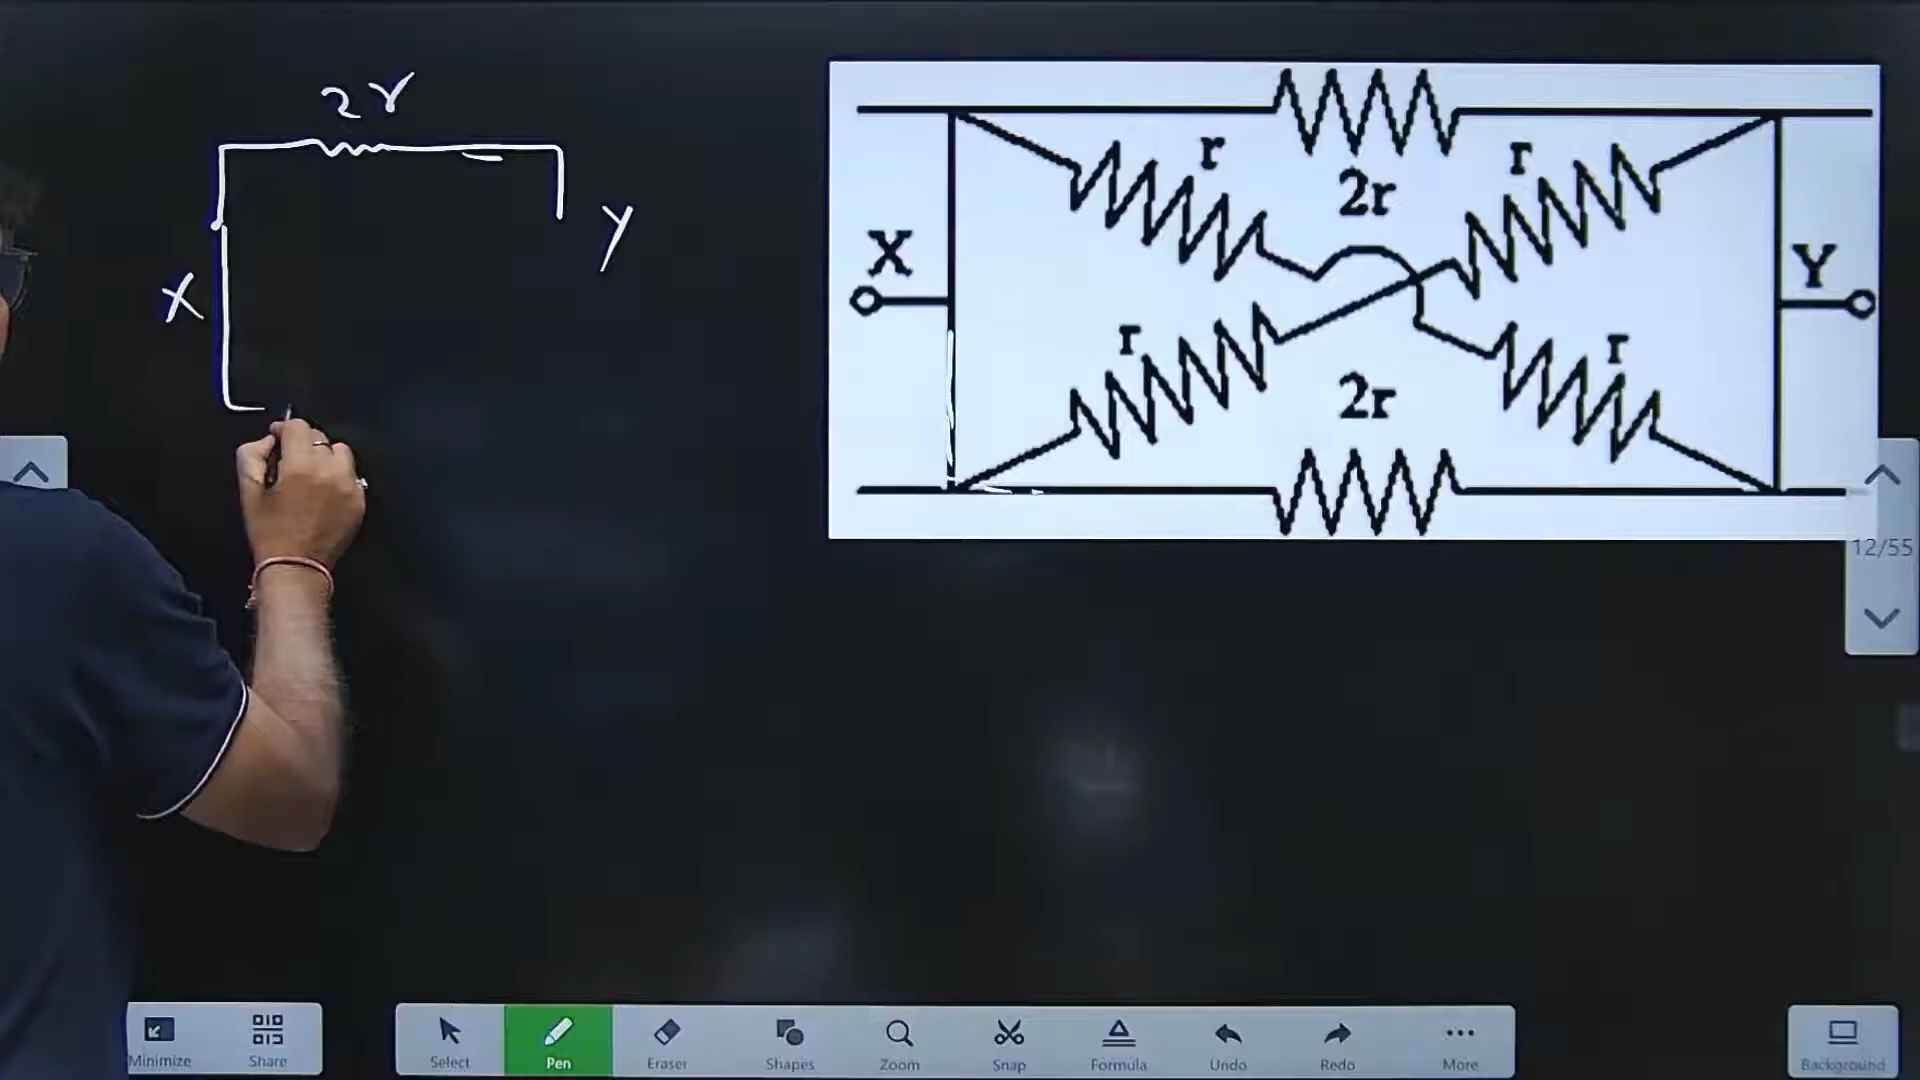 2r
y
x
r
r
2r
X
Y
r
r
2r
12/55
Minimize
Share
Select
Pen
Eraser
Shapes
Zoom
Snap
Formula
Undo
Redo
More
Background